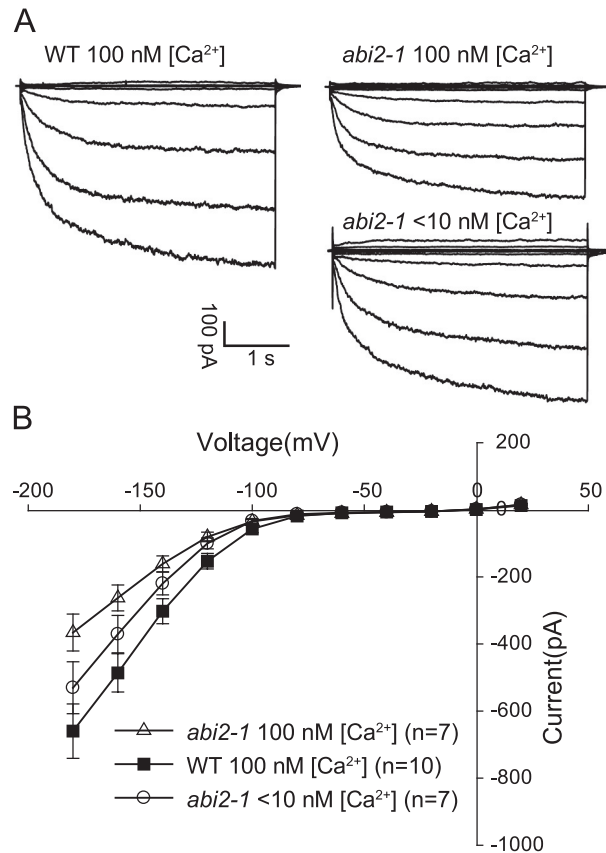 A
WT 100 nM [Ca²⁺]
abi2-1 100 nM [Ca²⁺]
abi2-1 <10 nM [Ca²⁺]
100 pA
1 s
B
Voltage(mV)
-200 -150 -100 -50 0 50
200
0
-200
-400
-600
-800
-1000
Current(pA)
abi2-1 100 nM [Ca²⁺] (n=7)
WT 100 nM [Ca²⁺] (n=10)
abi2-1 <10 nM [Ca²⁺] (n=7)